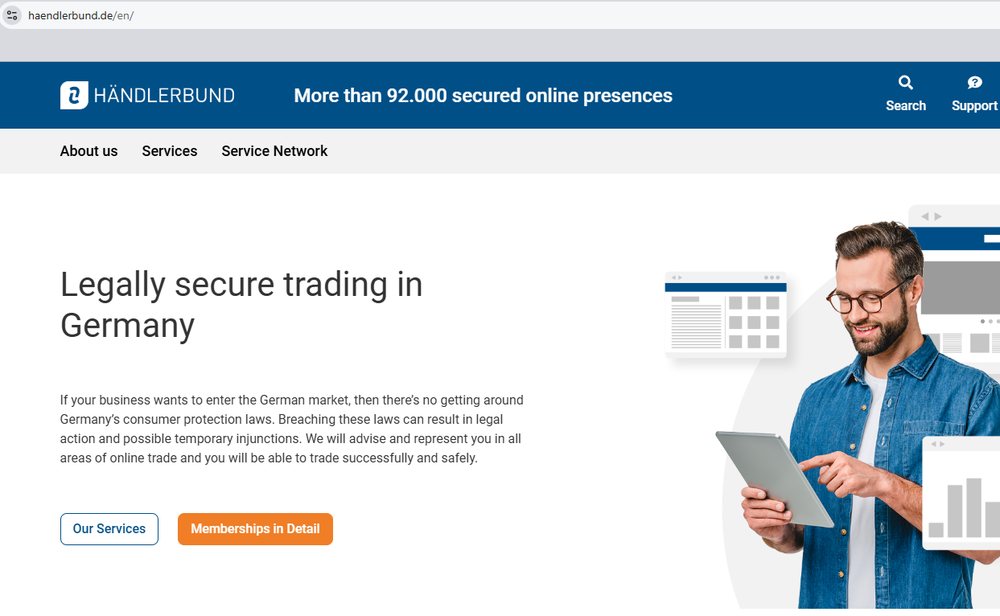 haendlerbund.de/en/
HÄNDLERBUND
More than 92.000 secured online presences
Search
Support
About us
Services
Service Network
Legally secure trading in
Germany
If your business wants to enter the German market, then there’s no getting around
Germany’s consumer protection laws. Breaching these laws can result in legal
action and possible temporary injunctions. We will advise and represent you in all
areas of online trade and you will be able to trade successfully and safely.
Our Services
Memberships in Detail